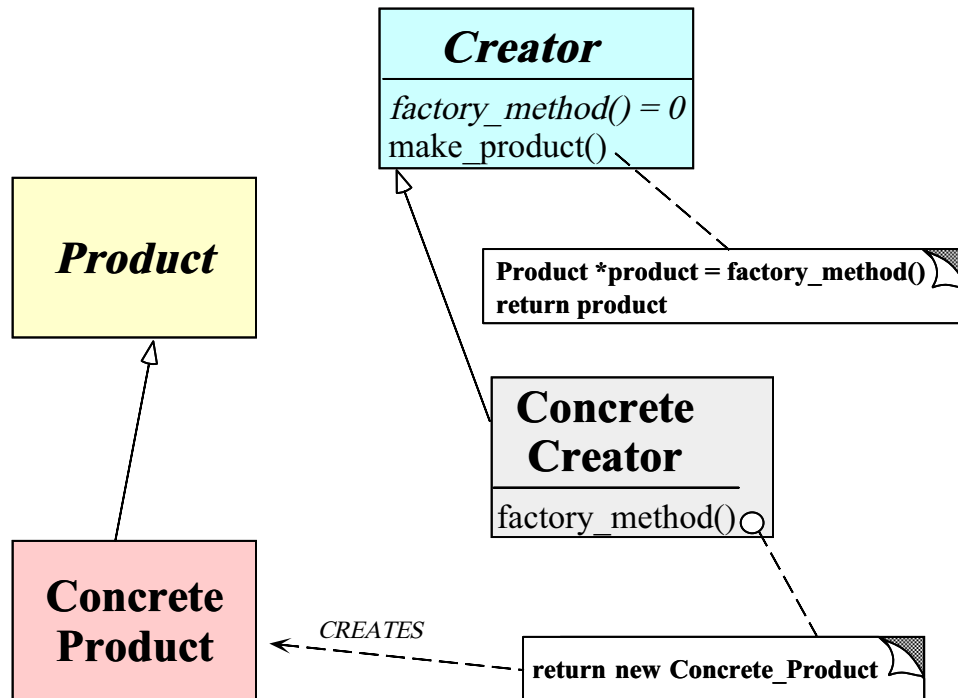 Creator
factory_method() = 0
make_product()
Product
Product *product = factory_method()
return product
Concrete
Creator
factory_method()
Concrete
Product
CREATES
return new Concrete_Product